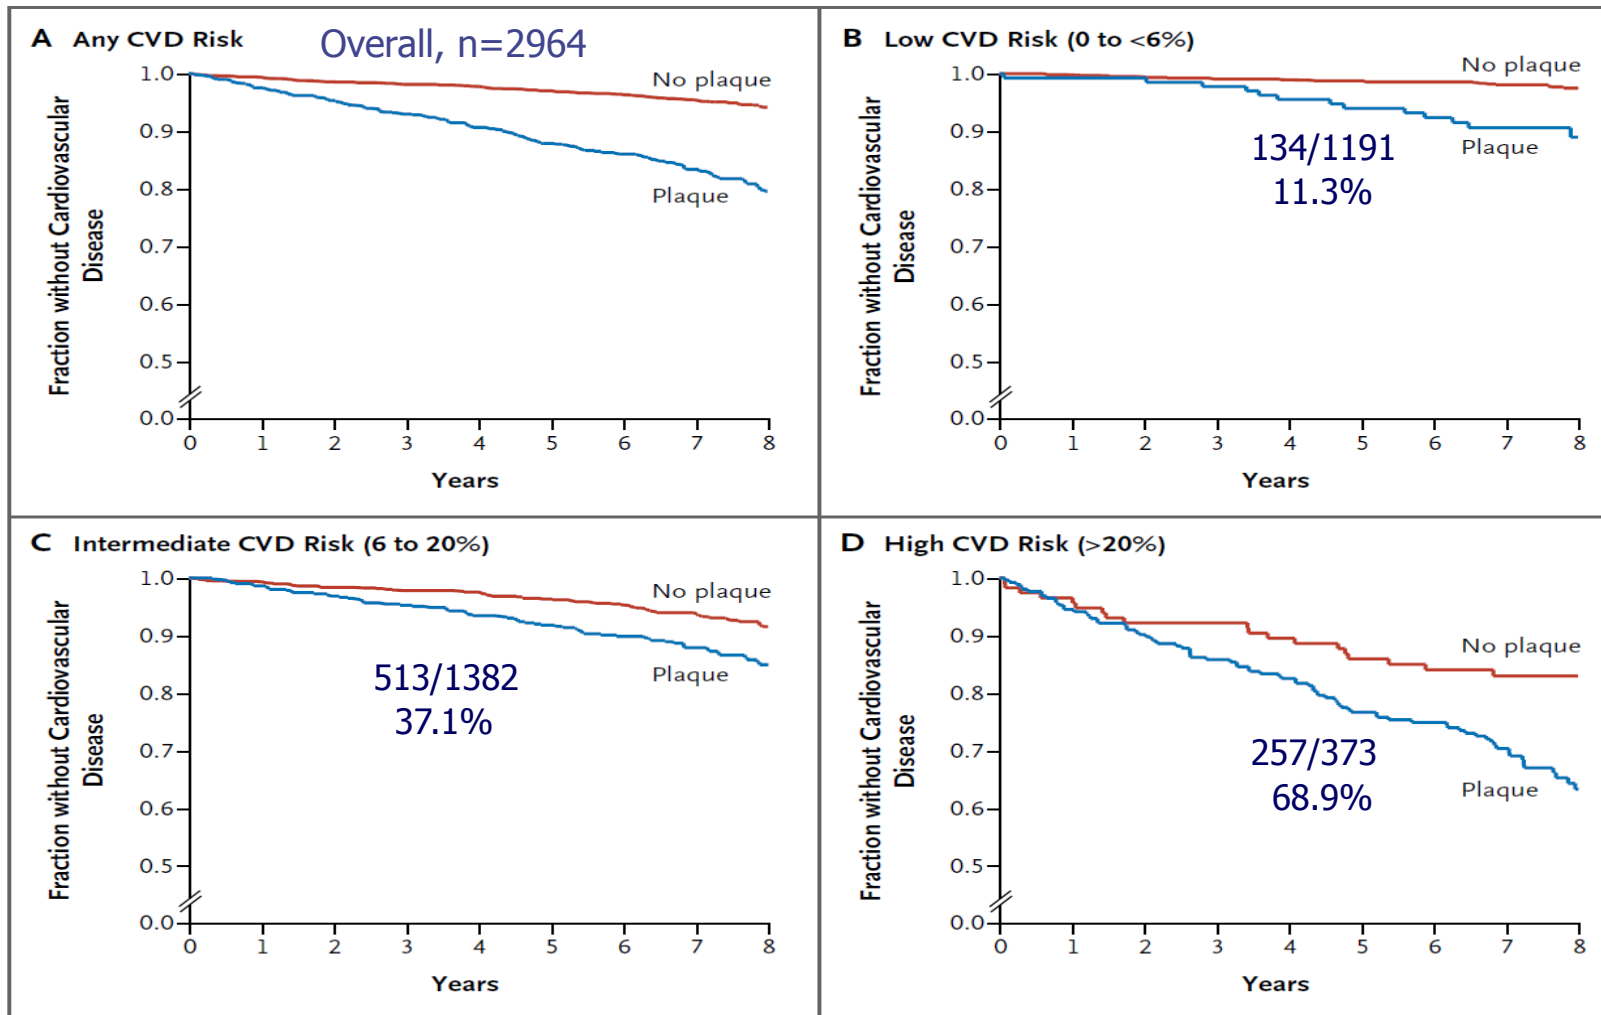 A Any CVD Risk
Overall, n=2964
Fraction without Cardiovascular
Disease
1.0
0.9
0.8
0.7
0.6
0.5
0.0
No plaque
Plaque
0 1 2 3 4 5 6 7 8
Years
B Low CVD Risk (0 to <6%)
Fraction without Cardiovascular
Disease
1.0
0.9
0.8
0.7
0.6
0.5
0.0
No plaque
Plaque
134/1191
11.3%
0 1 2 3 4 5 6 7 8
Years
C Intermediate CVD Risk (6 to 20%)
Fraction without Cardiovascular
Disease
1.0
0.9
0.8
0.7
0.6
0.5
0.0
No plaque
Plaque
513/1382
37.1%
0 1 2 3 4 5 6 7 8
Years
D High CVD Risk (>20%)
Fraction without Cardiovascular
Disease
1.0
0.9
0.8
0.7
0.6
0.5
0.0
No plaque
Plaque
257/373
68.9%
0 1 2 3 4 5 6 7 8
Years